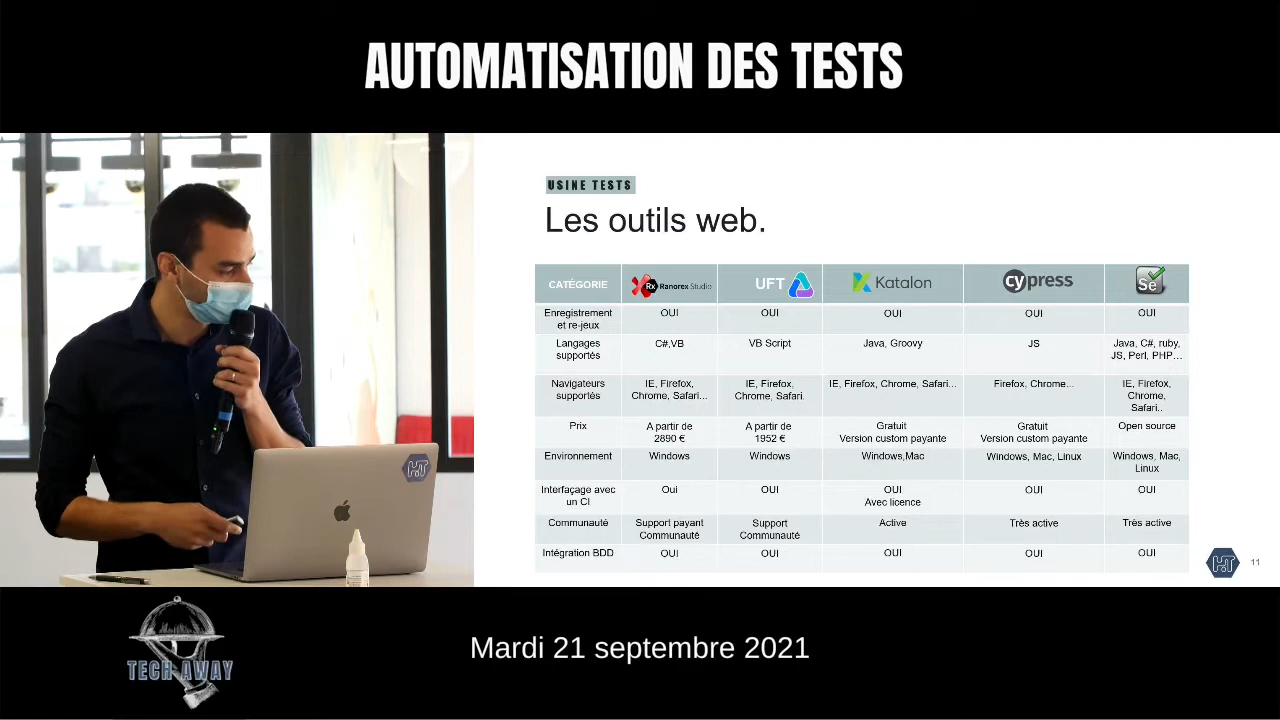 AUTOMATISATION DES TESTS
USINE TESTS
Les outils web.
CATÉGORIE
Rx Ranorex Studio
UFT
Katalon
cypress
Se
Enregistrement
et re-jeux
OUI
OUI
OUI
OUI
OUI
Langages
supportés
C#,VB
VB Script
Java, Groovy
JS
Java, C#, ruby,
JS, Perl, PHP...
Navigateurs
supportés
IE, Firefox,
Chrome, Safari...
IE, Firefox,
Chrome, Safari.
IE, Firefox, Chrome, Safari...
Firefox, Chrome...
IE, Firefox,
Chrome,
Safari..
Prix
A partir de
2890 €
A partir de
1952 €
Gratuit
Version custom payante
Gratuit
Version custom payante
Open source
Environnement
Windows
Windows
Windows,Mac
Windows, Mac, Linux
Windows, Mac,
Linux
Interfaçage avec
un CI
Oui
OUI
OUI
Avec licence
OUI
OUI
Communauté
Support payant
Communauté
Support
Communauté
Active
Très active
Très active
Intégration BDD
OUI
OUI
OUI
OUI
OUI
HT
HT
11
TECH AWAY
Mardi 21 septembre 2021